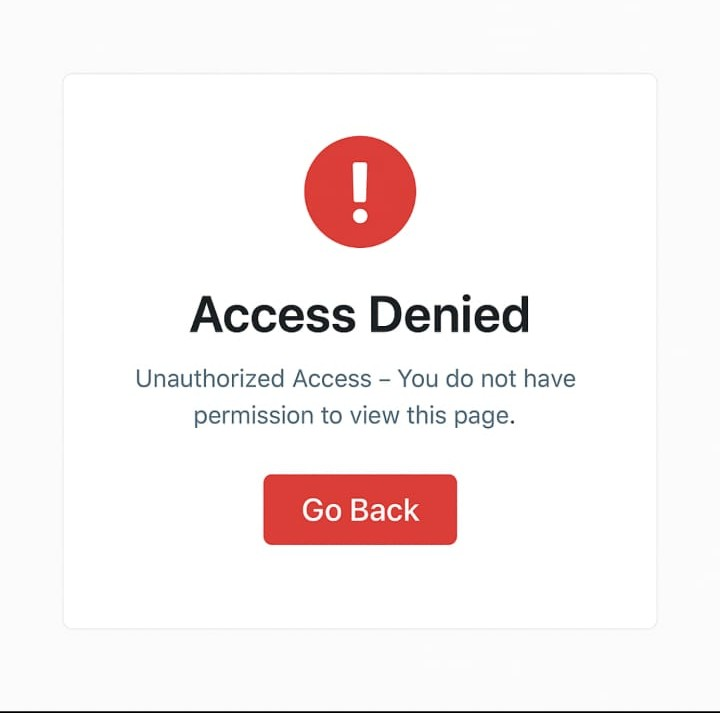 Access Denied
Unauthorized Access – You do not have
permission to view this page.
Go Back